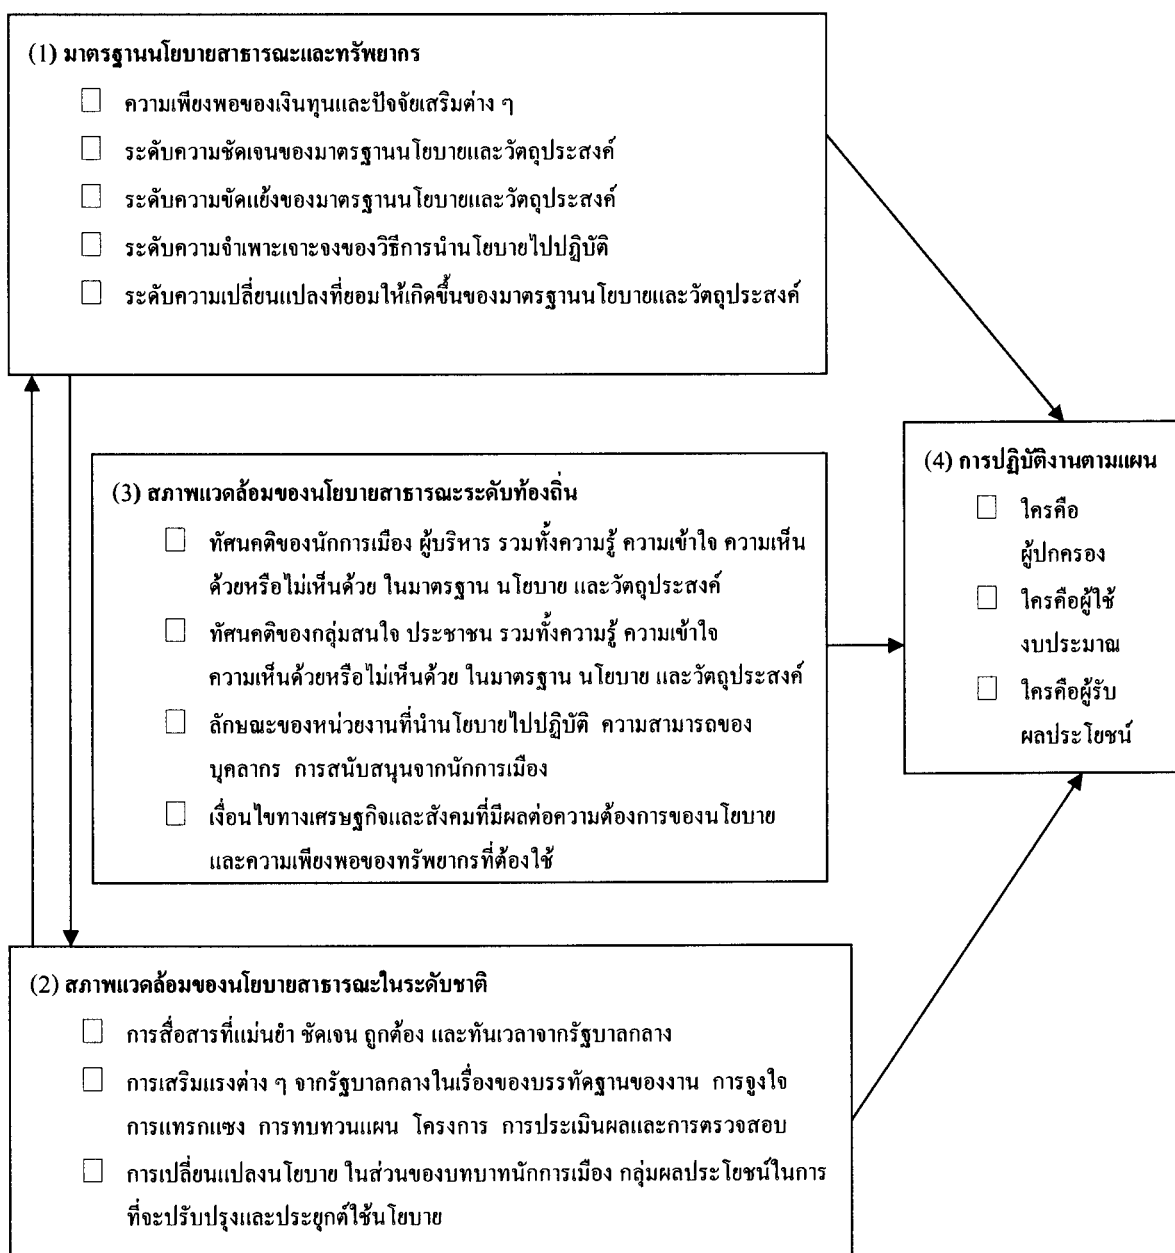 (1) มาตรฐานนโยบายสาธารณะและทรัพยากร
ความเพียงพอของเงินทุนและปัจจัยเสริมต่าง ๆ
ระดับความชัดเจนของมาตรฐานนโยบายและวัตถุประสงค์
ระดับความขัดแย้งของมาตรฐานนโยบายและวัตถุประสงค์
ระดับความจำเพาะเจาะจงของวิธีการนำนโยบายไปปฏิบัติ
ระดับความเปลี่ยนแปลงที่ยอมให้เกิดขึ้นของมาตรฐานนโยบายและวัตถุประสงค์
(3) สภาพแวดล้อมของนโยบายสาธารณะระดับท้องถิ่น
ทัศนคติของนักการเมือง ผู้บริหาร รวมทั้งความรู้ ความเข้าใจ ความเห็น
ด้วยหรือไม่เห็นด้วย ในมาตรฐาน นโยบาย และวัตถุประสงค์
ทัศนคติของกลุ่มสนใจ ประชาชน รวมทั้งความรู้ ความเข้าใจ
ความเห็นด้วยหรือไม่เห็นด้วย ในมาตรฐาน นโยบาย และวัตถุประสงค์
ลักษณะของหน่วยงานที่นำนโยบายไปปฏิบัติ ความสามารถของ
บุคลากร การสนับสนุนจากนักการเมือง
เงื่อนไขทางเศรษฐกิจและสังคมที่มีผลต่อความต้องการของนโยบาย
และความเพียงพอของทรัพยากรที่ต้องใช้
(4) การปฏิบัติงานตามแผน
ใครคือ
ผู้ปกครอง
ใครคือผู้ใช้
งบประมาณ
ใครคือผู้รับ
ผลประโยชน์
(2) สภาพแวดล้อมของนโยบายสาธารณะในระดับชาติ
การสื่อสารที่แม่นยำ ชัดเจน ถูกต้อง และทันเวลาจากรัฐบาลกลาง
การเสริมแรงต่าง ๆ จากรัฐบาลกลางในเรื่องของบรรทัดฐานของงาน การจูงใจ
การแทรกแซง การทบทวนแผน โครงการ การประเมินผลและการตรวจสอบ
การเปลี่ยนแปลงนโยบาย ในส่วนของบทบาทนักการเมือง กลุ่มผลประโยชน์ในการ
ที่จะปรับปรุงและประยุกต์ใช้นโยบาย